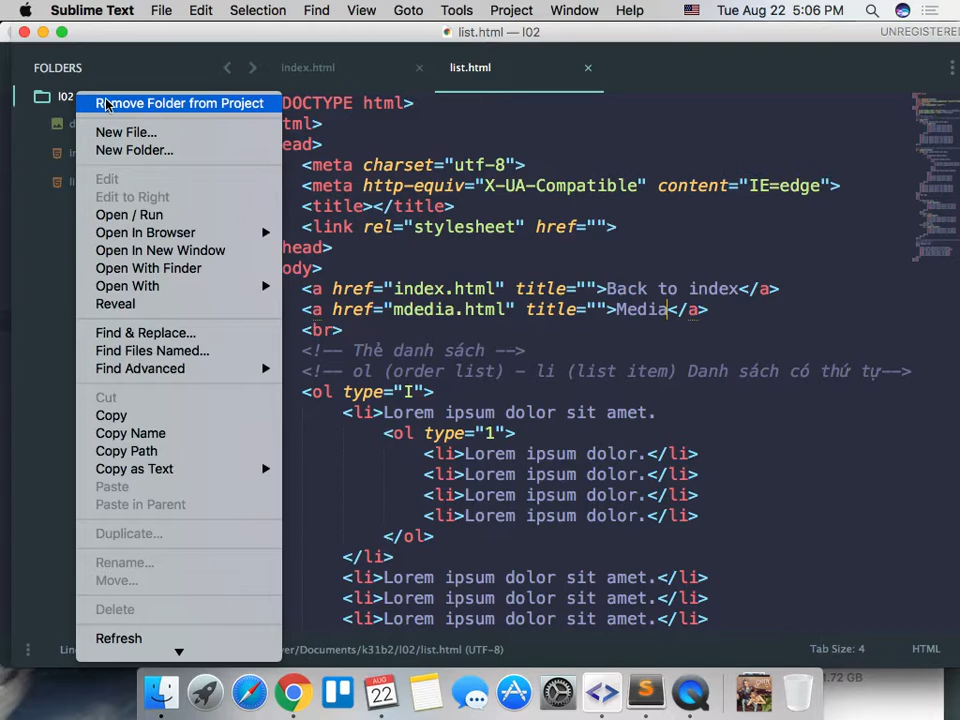 Sublime Text File Edit Selection Find View Goto Tools Project Window Help Tue Aug 22 5:06 PM
list.html — l02
UNREGISTERED
FOLDERS
index.html
list.html
l02
Remove Folder from Project
New File...
New Folder...
Edit
Edit to Right
Open / Run
Open In Browser
Open In New Window
Open With Finder
Open With
Reveal
Find & Replace...
Find Files Named...
Find Advanced
Cut
Copy
Copy Name
Copy Path
Copy as Text
Paste
Paste in Parent
Duplicate...
Rename...
Move...
Delete
Refresh
DOCTYPE html>
tml>
ead>
<meta charset="utf-8">
<meta http-equiv="X-UA-Compatible" content="IE=edge">
<title></title>
<link rel="stylesheet" href="">
head>
ody>
<a href="index.html" title="">Back to index</a>
<a href="mdedia.html" title="">Media</a>
<br>
<!-- Thẻ danh sách -->
<!-- ol (order list) - li (list item) Danh sách có thứ tự-->
<ol type="I">
<li>Lorem ipsum dolor sit amet.
<ol type="1">
<li>Lorem ipsum dolor.</li>
<li>Lorem ipsum dolor.</li>
<li>Lorem ipsum dolor.</li>
<li>Lorem ipsum dolor.</li>
</ol>
</li>
<li>Lorem ipsum dolor sit amet.</li>
<li>Lorem ipsum dolor sit amet.</li>
<li>Lorem ipsum dolor sit amet.</li>
Lin
ver/Documents/k31b2/l02/list.html (UTF-8)
Tab Size: 4
HTML
AUG
22
1.72 GB